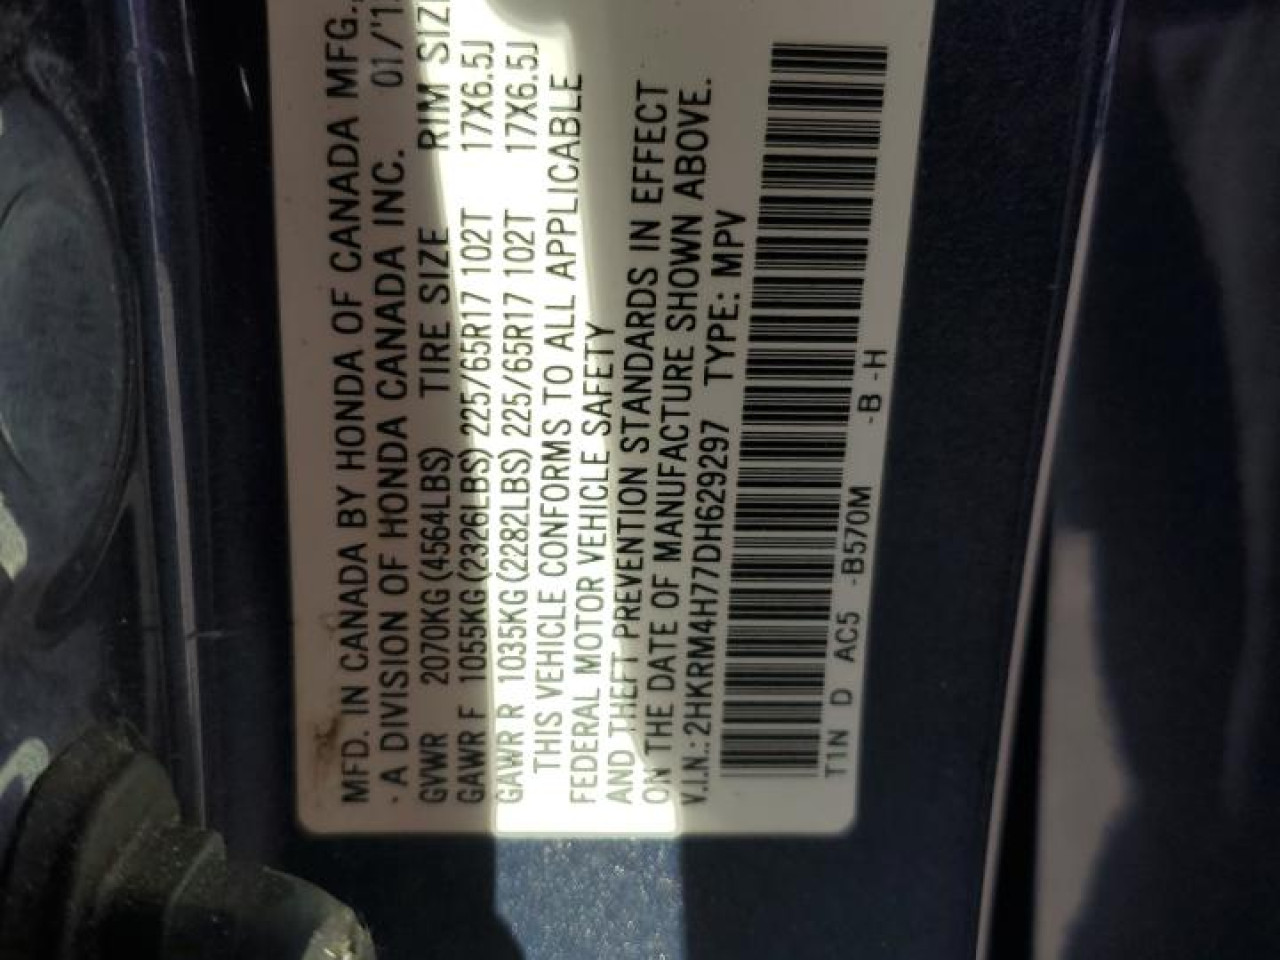 MFD. IN CANADA BY HONDA OF CANADA MFG.,
· A DIVISION OF HONDA CANADA INC. 01/'1
GVWR 2070KG(4564LBS) TIRE SIZE RIM SIZE
GAWR F 1055KG(2326LBS) 225/65R17 102T 17X6.5J
GAWR R 1035KG(2282LBS) 225/65R17 102T 17X6.5J
THIS VEHICLE CONFORMS TO ALL APPLICABLE
FEDERAL MOTOR VEHICLE SAFETY
AND THEFT PREVENTION STANDARDS IN EFFECT
ON THE DATE OF MANUFACTURE SHOWN ABOVE.
V.I.N.: 2HKRM4H77DH629297 TYPE: MPV
T1N D AC5 -B570M -B -H